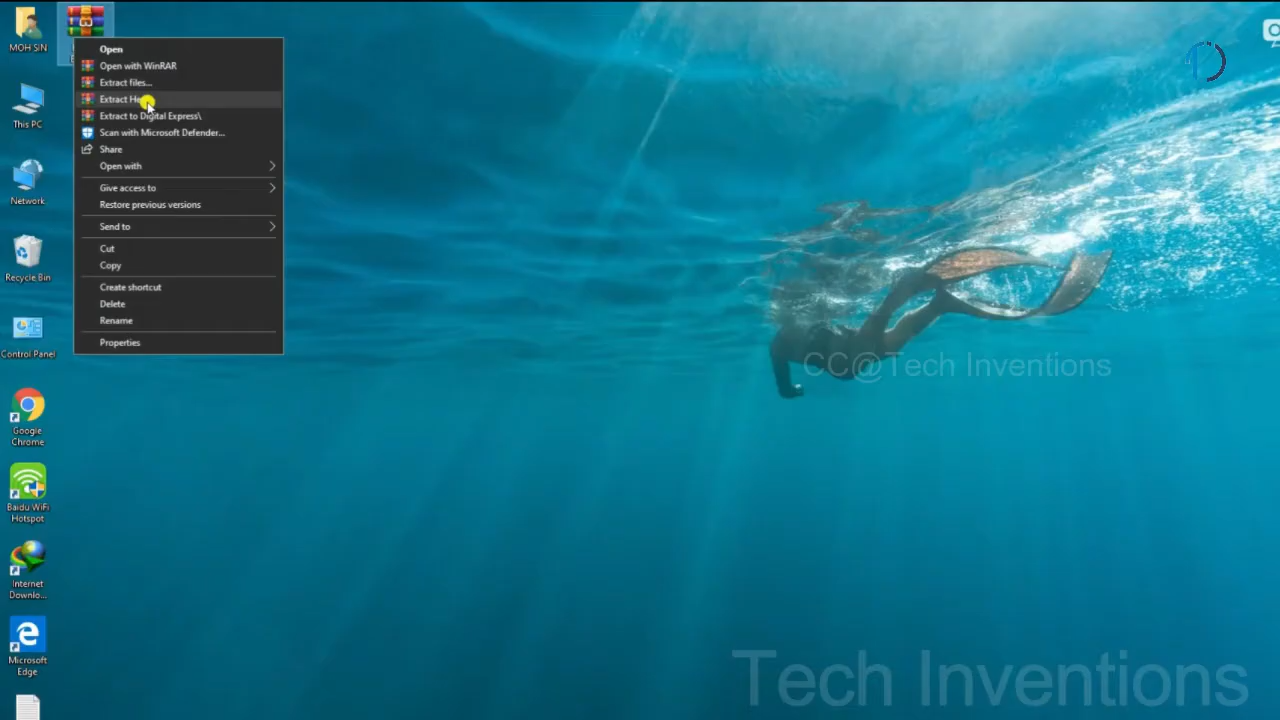 MOH SIN
This PC
Network
Recycle Bin
Control Panel
Google
Chrome
Baidu WiFi
Hotspot
Internet
Downlo...
Microsoft
Edge
Open
Open with WinRAR
Extract files...
Extract
Extract to Digital Express\
Scan with Microsoft Defender...
Share
Open with
Give access to
Restore previous versions
Send to
Cut
Copy
Create shortcut
Delete
Rename
Properties
CC@Tech Inventions
Tech Inventions